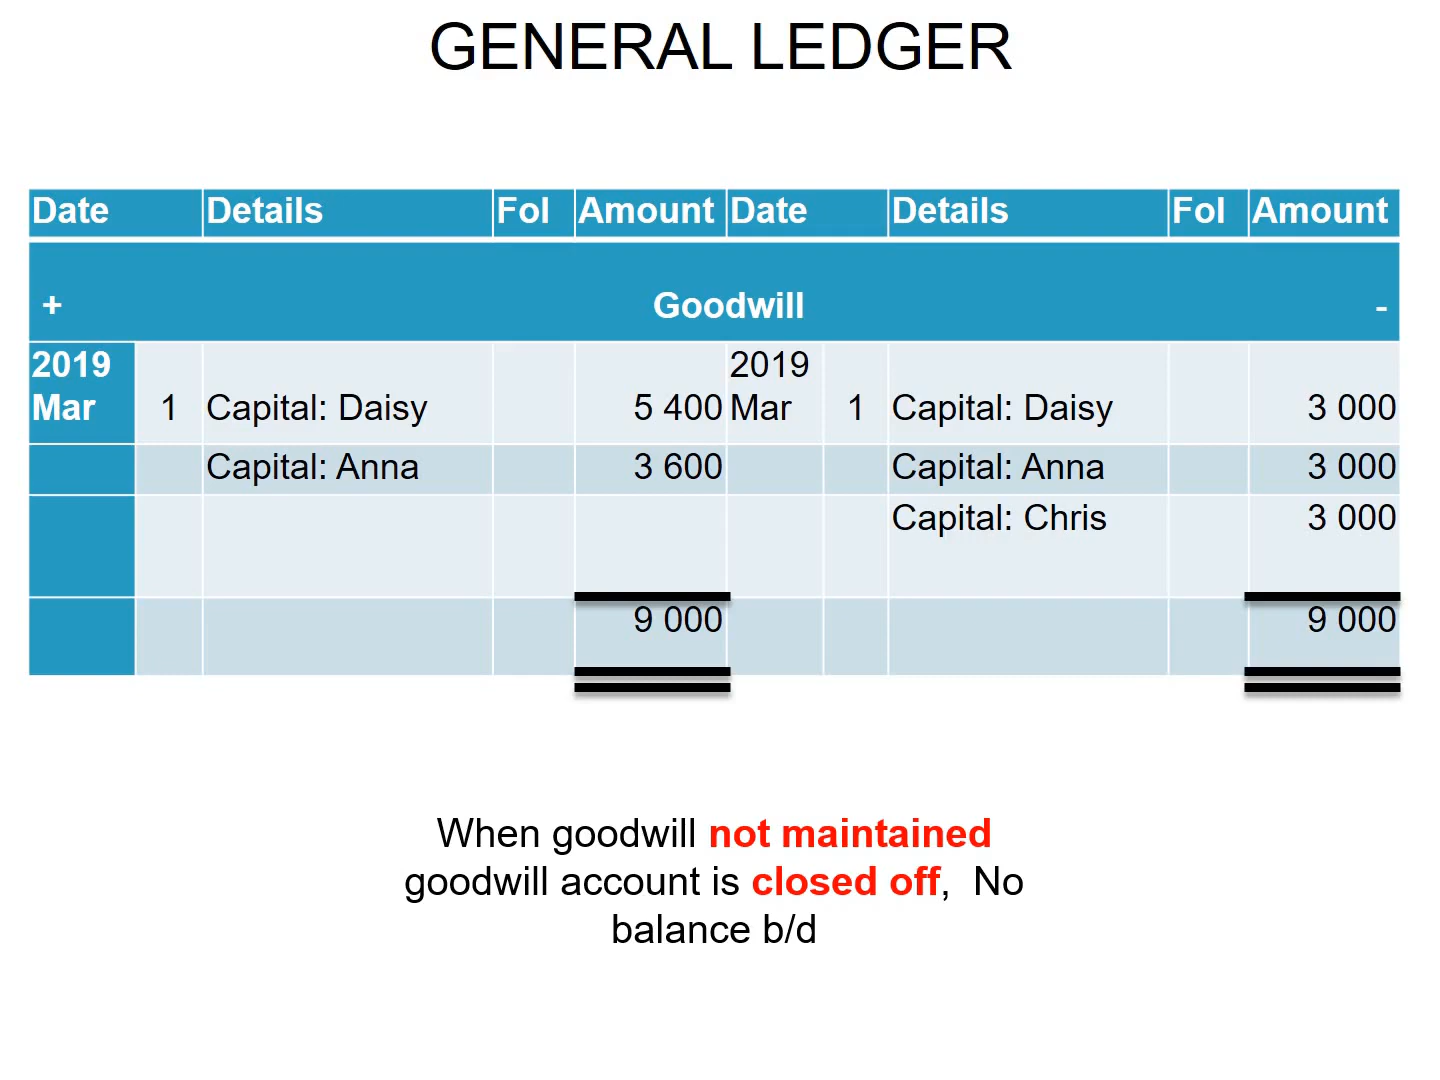 GENERAL LEDGER
Date Details Fol Amount Date Details Fol Amount
+ Goodwill -
2019 2019
Mar 1 Capital: Daisy 5 400 Mar 1 Capital: Daisy 3 000
Capital: Anna 3 600 Capital: Anna 3 000
Capital: Chris 3 000
9 000 9 000
When goodwill not maintained
goodwill account is closed off, No
balance b/d